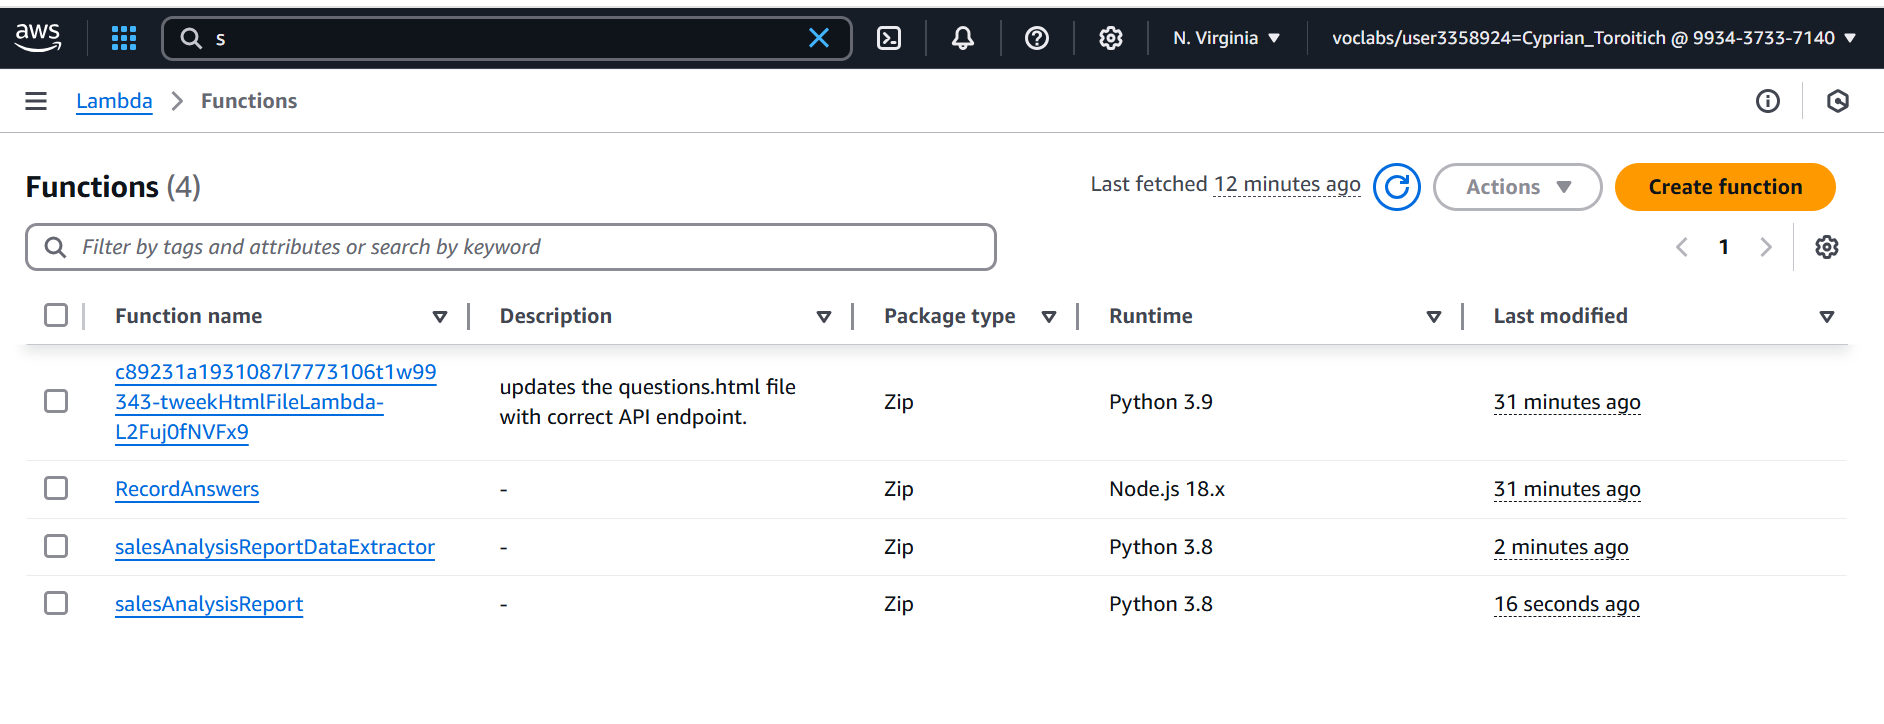 aws
s
N. Virginia
voclabs/user3358924=Cyprian_Toroitich @ 9934-3733-7140
Lambda
Functions
Functions (4)
Last fetched 12 minutes ago
Actions
Create function
Filter by tags and attributes or search by keyword
1
Function name
Description
Package type
Runtime
Last modified
c89231a1931087l7773106t1w99
343-tweekHtmlFileLambda-
L2Fuj0fNVFx9
updates the questions.html file
with correct API endpoint.
Zip
Python 3.9
31 minutes ago
RecordAnswers
-
Zip
Node.js 18.x
31 minutes ago
salesAnalysisReportDataExtractor
-
Zip
Python 3.8
2 minutes ago
salesAnalysisReport
-
Zip
Python 3.8
16 seconds ago